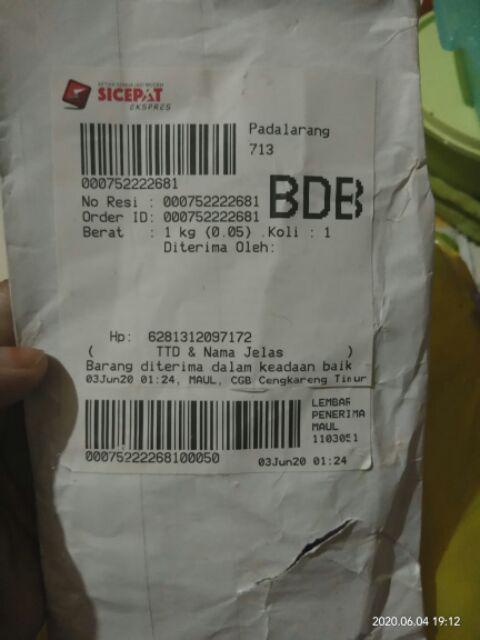 SICEPAT
EKSPRES
Padalarang
713
000752222681
No Resi : 000752222681
Order ID: 000752222681
BDB
Berat : 1 kg (0.05) .Koli : 1
Diterima Oleh:
Hp: 6281312097172
( TTD & Nama Jelas )
Barang diterima dalam keadaan baik
03Jun20 01:24, MAUL, CGB Cengkareng Timur
LEMBAR
PENERIMA
MAUL
1103051
00075222268100050
03Jun20 01:24
2020.06.04 19:12